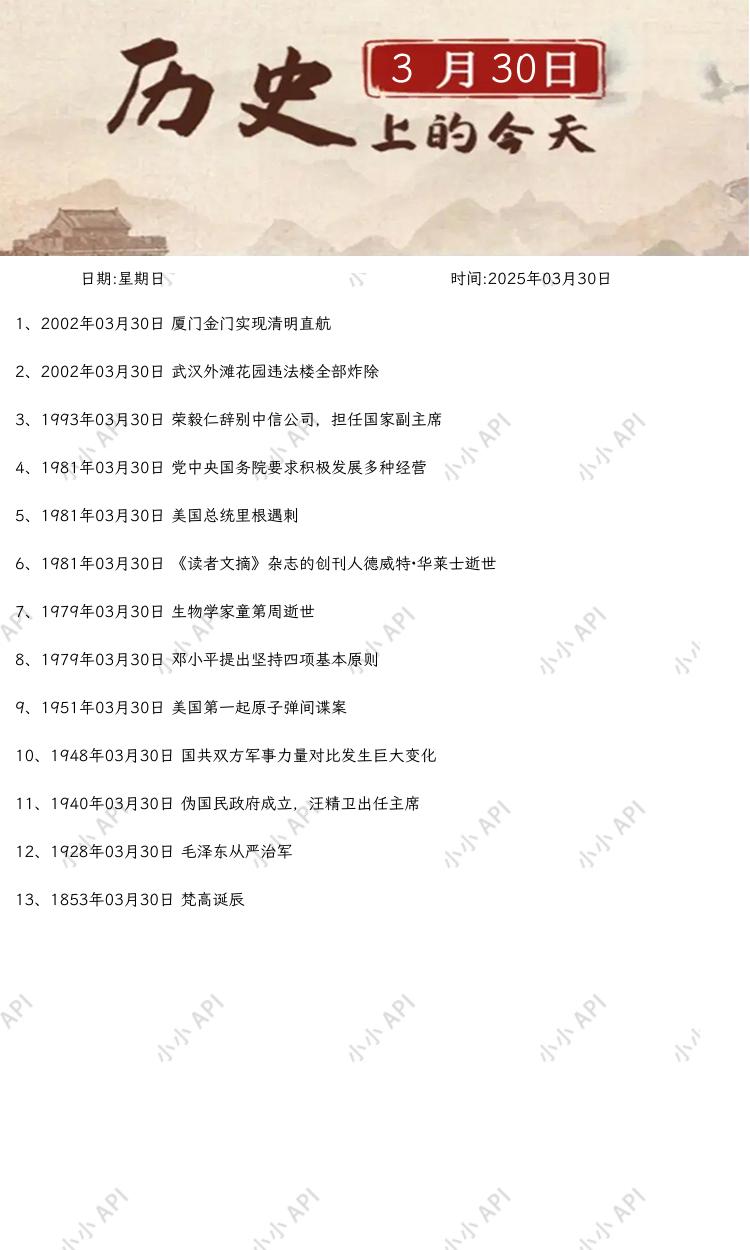 历史
3 月 30日
上的今天
日期:星期日
时间:2025年03月30日
1、2002年03月30日 厦门金门实现清明直航
2、2002年03月30日 武汉外滩花园违法楼全部炸除
3、1993年03月30日 荣毅仁辞别中信公司，担任国家副主席
4、1981年03月30日 党中央国务院要求积极发展多种经营
5、1981年03月30日 美国总统里根遇刺
6、1981年03月30日 《读者文摘》杂志的创刊人德威特•华莱士逝世
7、1979年03月30日 生物学家童第周逝世
8、1979年03月30日 邓小平提出坚持四项基本原则
9、1951年03月30日 美国第一起原子弹间谍案
10、1948年03月30日 国共双方军事力量对比发生巨大变化
11、1940年03月30日 伪国民政府成立，汪精卫出任主席
12、1928年03月30日 毛泽东从严治军
13、1853年03月30日 梵高诞辰
小小 API